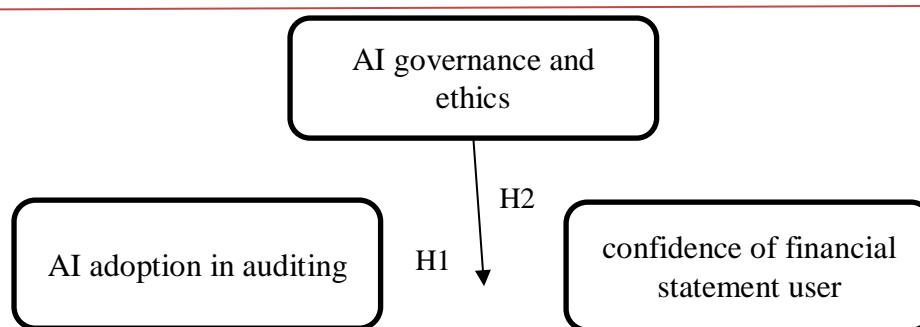 AI governance and
ethics
H2
AI adoption in auditing
H1
confidence of financial
statement user